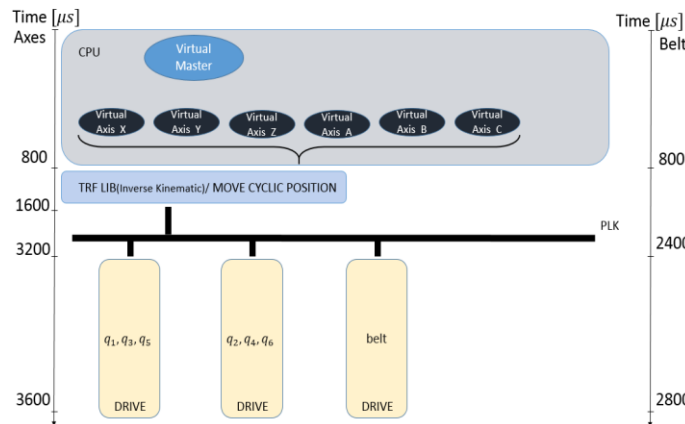 Time [μs]
Axes
Time [μs]
Belt
CPU
Virtual
Master
Virtual
Axis X
Virtual
Axis Y
Virtual
Axis Z
Virtual
Axis A
Virtual
Axis B
Virtual
Axis C
800
800
TRF LIB(Inverse Kinematic)/ MOVE CYCLIC POSITION
1600
PLK
3200
2400
q₁, q₃, q₅
q₂, q₄, q₆
belt
DRIVE
DRIVE
DRIVE
3600
2800